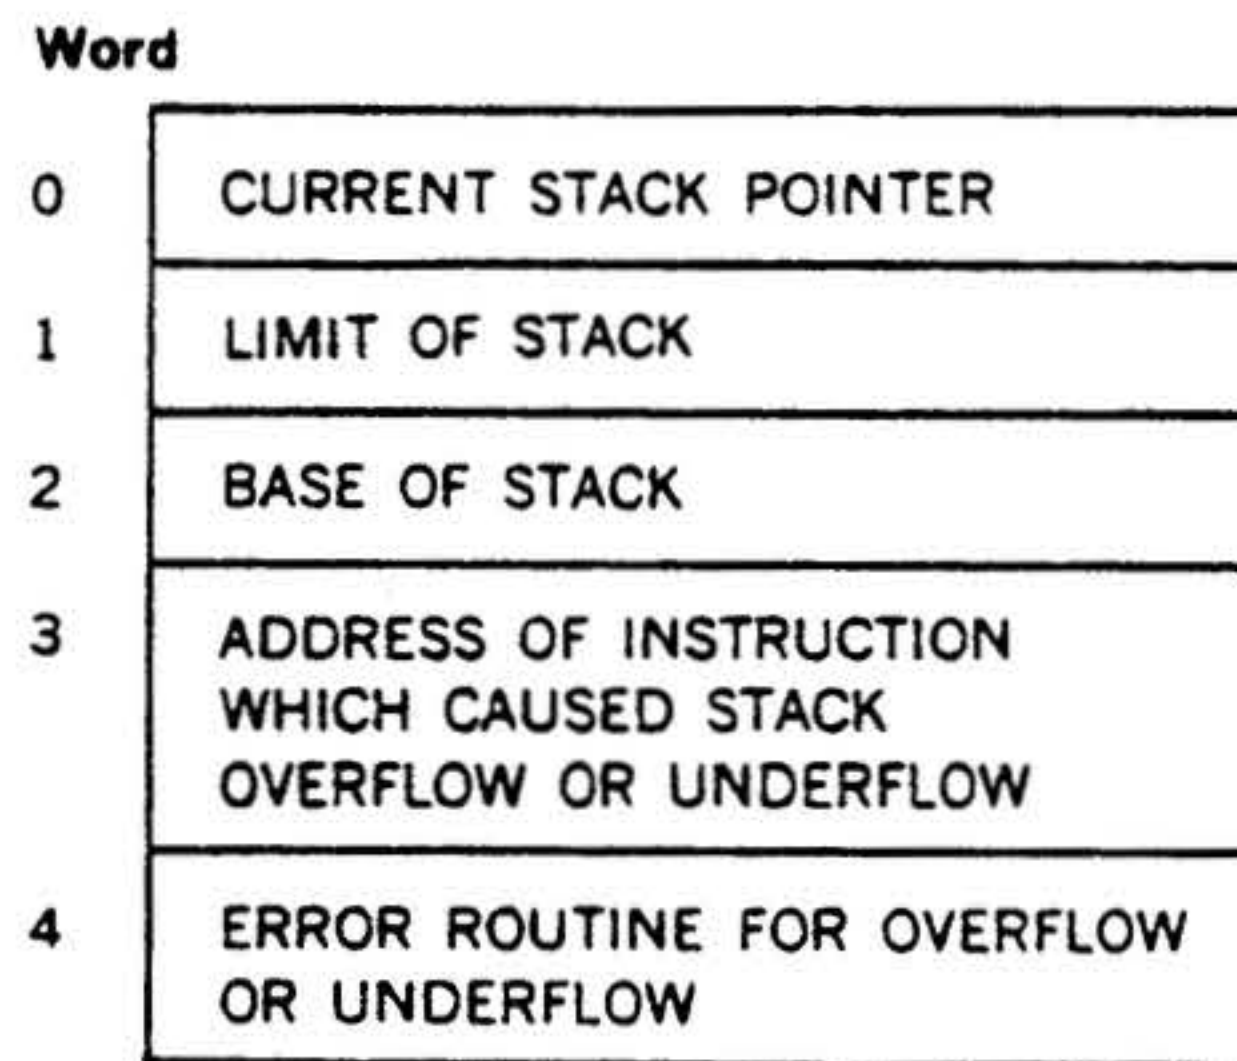 Word
0 CURRENT STACK POINTER
1 LIMIT OF STACK
2 BASE OF STACK
3 ADDRESS OF INSTRUCTION
WHICH CAUSED STACK
OVERFLOW OR UNDERFLOW
4 ERROR ROUTINE FOR OVERFLOW
OR UNDERFLOW